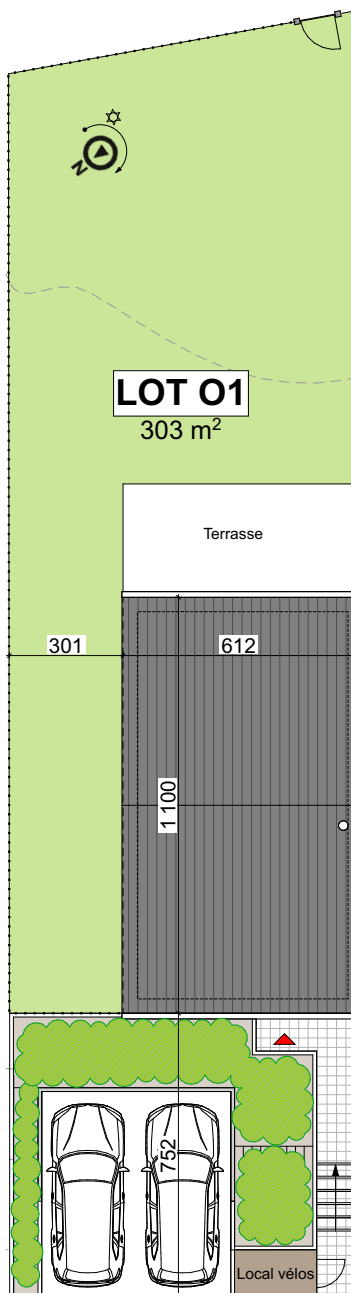 N
LOT O1
303 m²
Terrasse
301
612
1 100
752
Local vélos